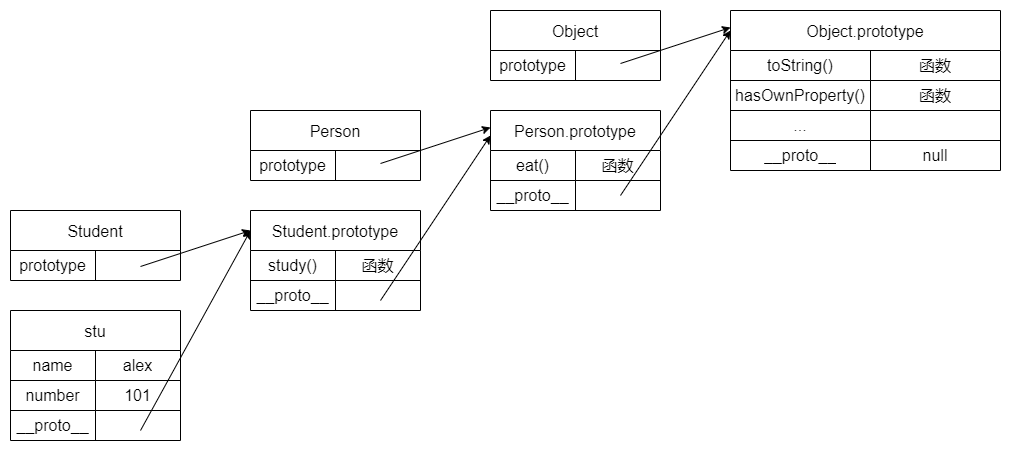 Object
prototype
Object.prototype
toString() 函数
hasOwnProperty() 函数
...
__proto__ null
Person
prototype
Person.prototype
eat() 函数
__proto__
Student
prototype
Student.prototype
study() 函数
__proto__
stu
name alex
number 101
__proto__